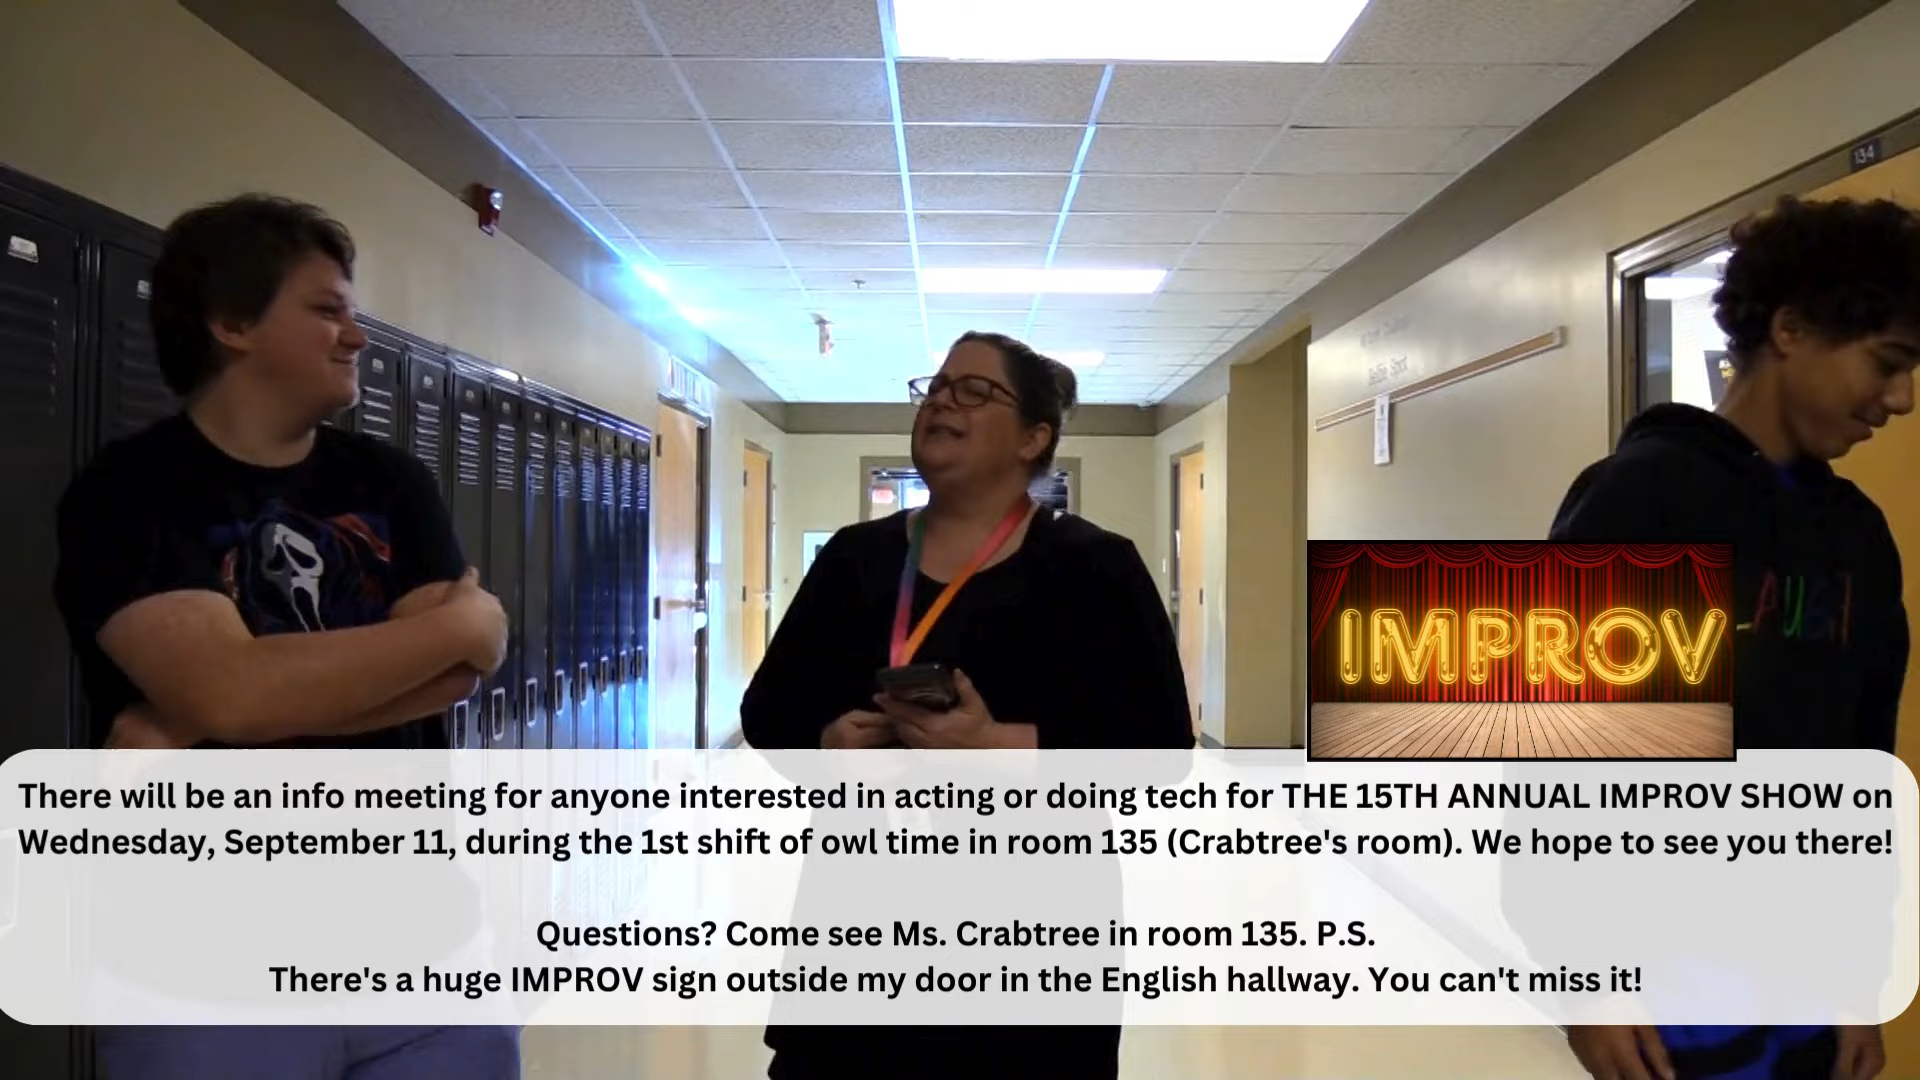 134
IMPROV
There will be an info meeting for anyone interested in acting or doing tech for THE 15TH ANNUAL IMPROV SHOW on
Wednesday, September 11, during the 1st shift of owl time in room 135 (Crabtree's room). We hope to see you there!
Questions? Come see Ms. Crabtree in room 135. P.S.
There's a huge IMPROV sign outside my door in the English hallway. You can't miss it!